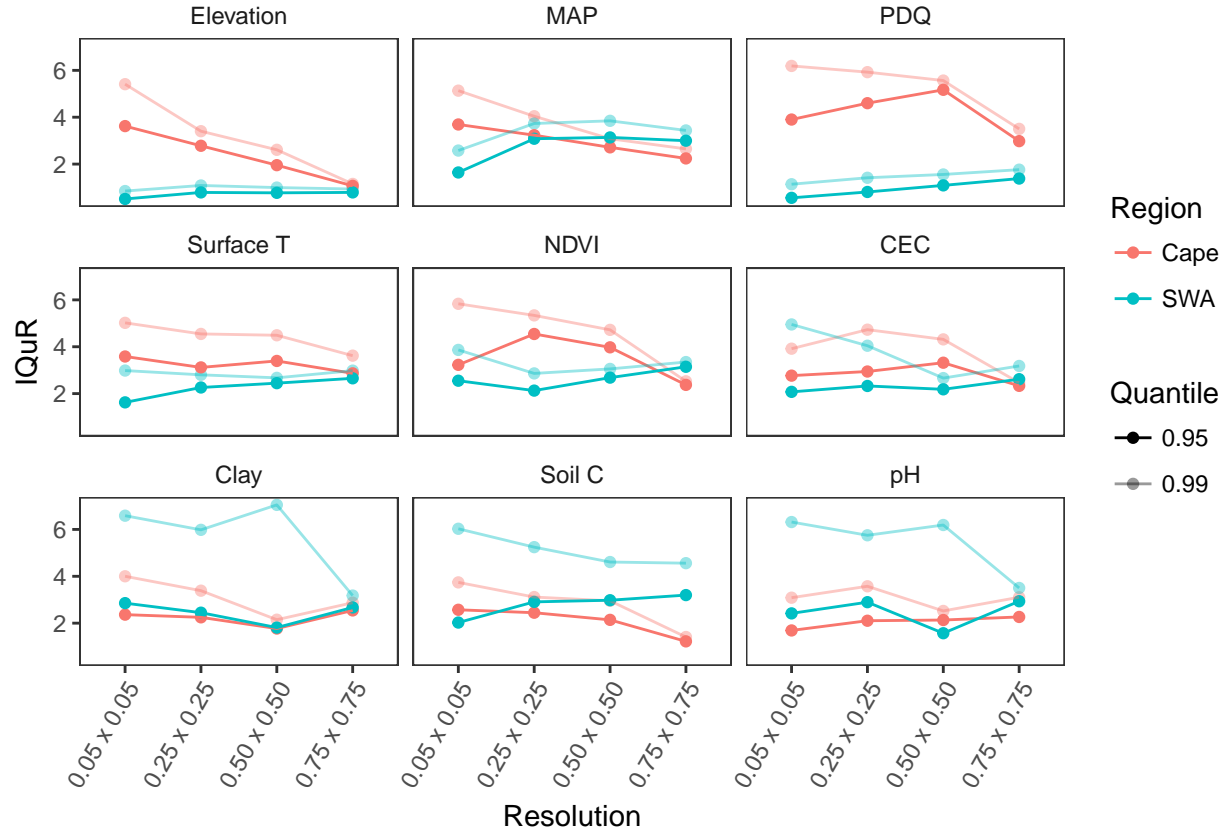 Elevation
MAP
PDQ
6
4
2
Surface T
NDVI
CEC
6
4
2
Clay
Soil C
pH
6
4
2
IQuR
0.05 x 0.05
0.25 x 0.25
0.50 x 0.50
0.75 x 0.75
0.05 x 0.05
0.25 x 0.25
0.50 x 0.50
0.75 x 0.75
0.05 x 0.05
0.25 x 0.25
0.50 x 0.50
0.75 x 0.75
Resolution
Region
Cape
SWA
Quantile
0.95
0.99